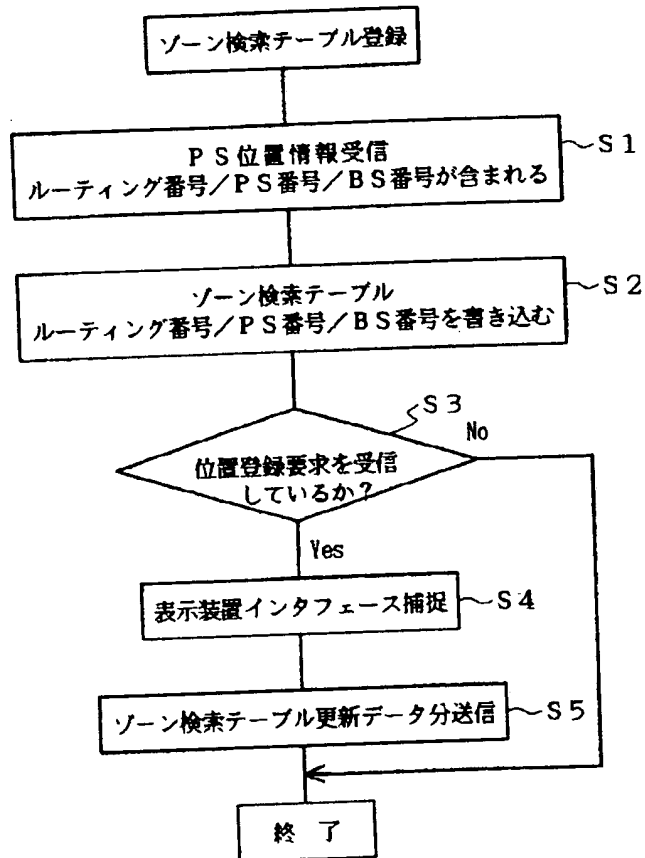 ゾーン検索テーブル登録
PS位置情報受信
ルーティング番号/PS番号/BS番号が含まれる
S1
ゾーン検索テーブル
ルーティング番号/PS番号/BS番号を書き込む
S2
S3
No
位置登録要求を受信
しているか?
Yes
表示装置インタフェース捕捉
S4
ゾーン検索テーブル更新データ分送信
S5
終了